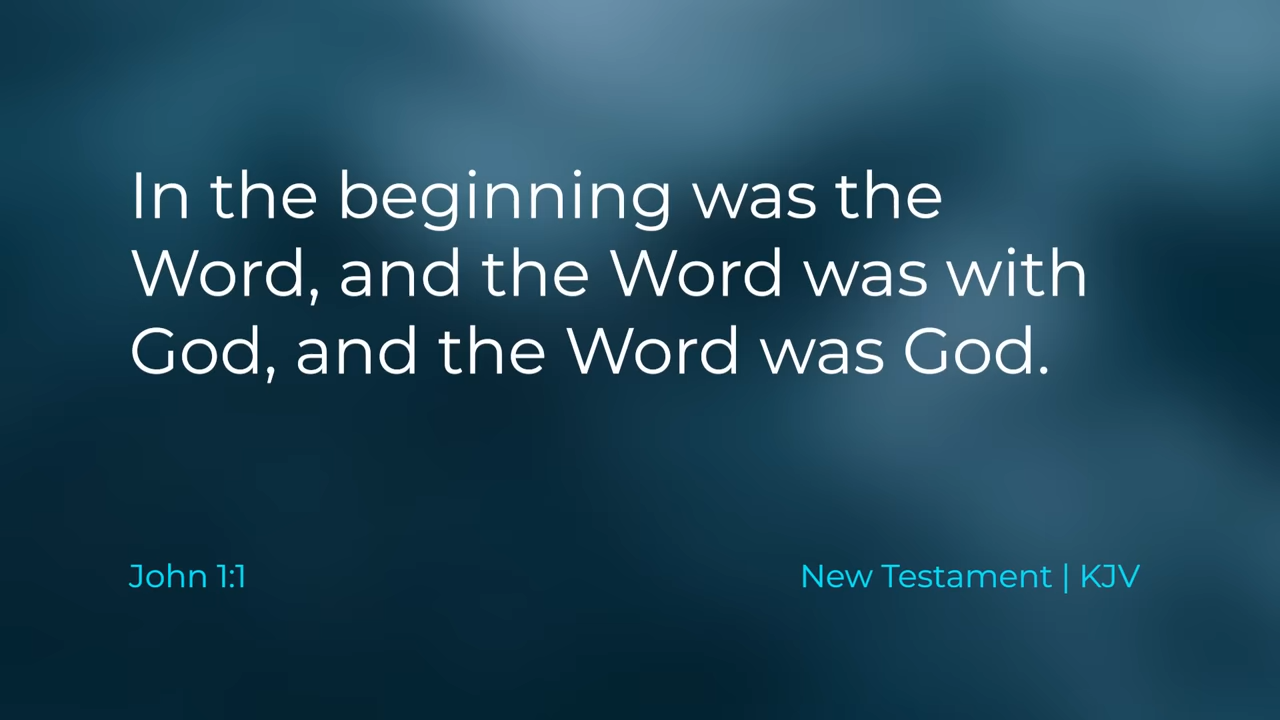 In the beginning was the
Word, and the Word was with
God, and the Word was God.
John 1:1
New Testament | KJV